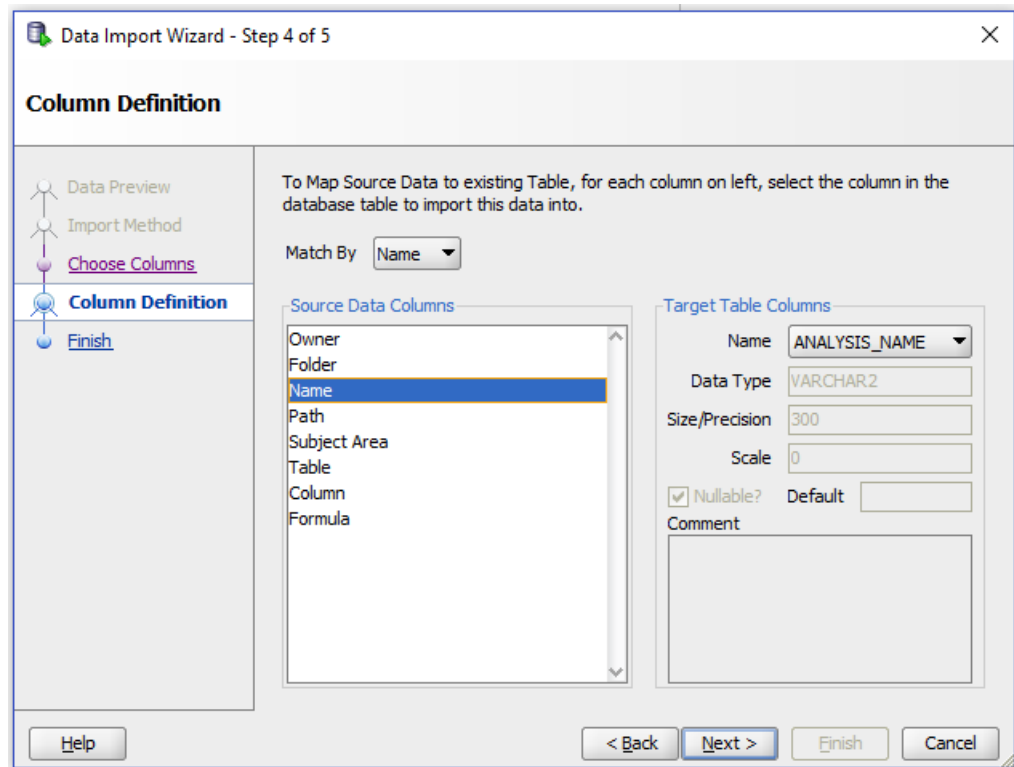 Data Import Wizard - Step 4 of 5
Column Definition
Data Preview
Import Method
Choose Columns
Column Definition
Finish
To Map Source Data to existing Table, for each column on left, select the column in the
database table to import this data into.
Match By Name
Source Data Columns
Owner
Folder
Name
Path
Subject Area
Table
Column
Formula
Target Table Columns
Name ANALYSIS_NAME
Data Type VARCHAR2
Size/Precision 300
Scale 0
Nullable? Default
Comment
Help < Back Next > Finish Cancel